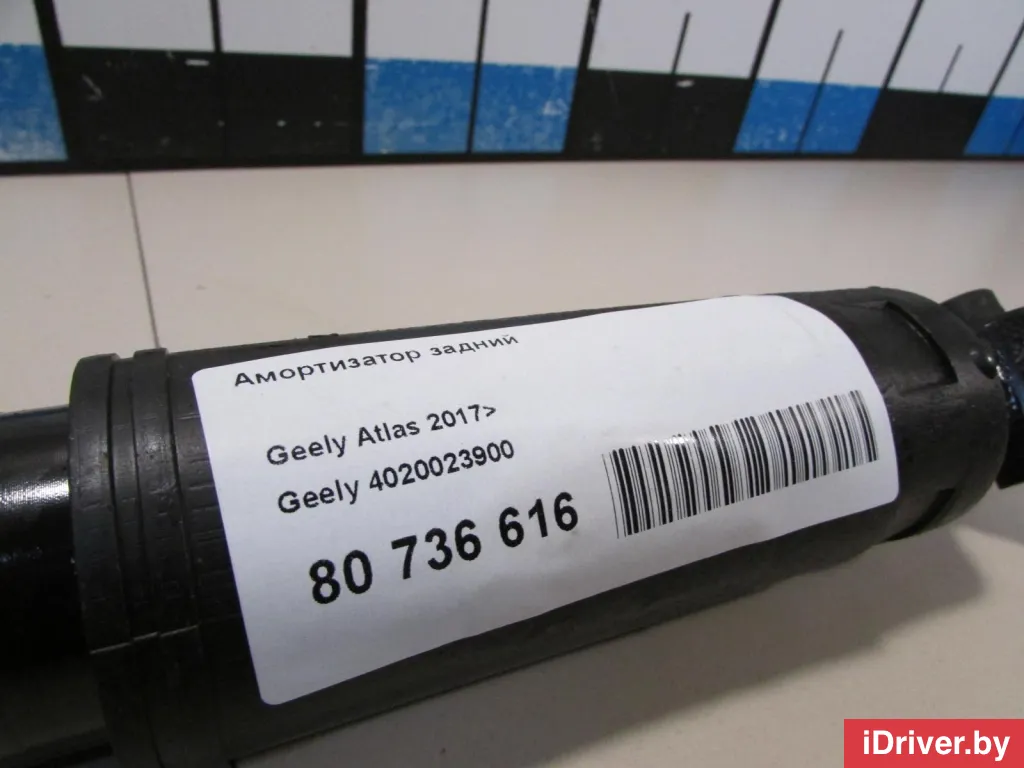 Амортизатор задний
Geely Atlas 2017>
Geely 4020023900
80 736 616
iDriver.by